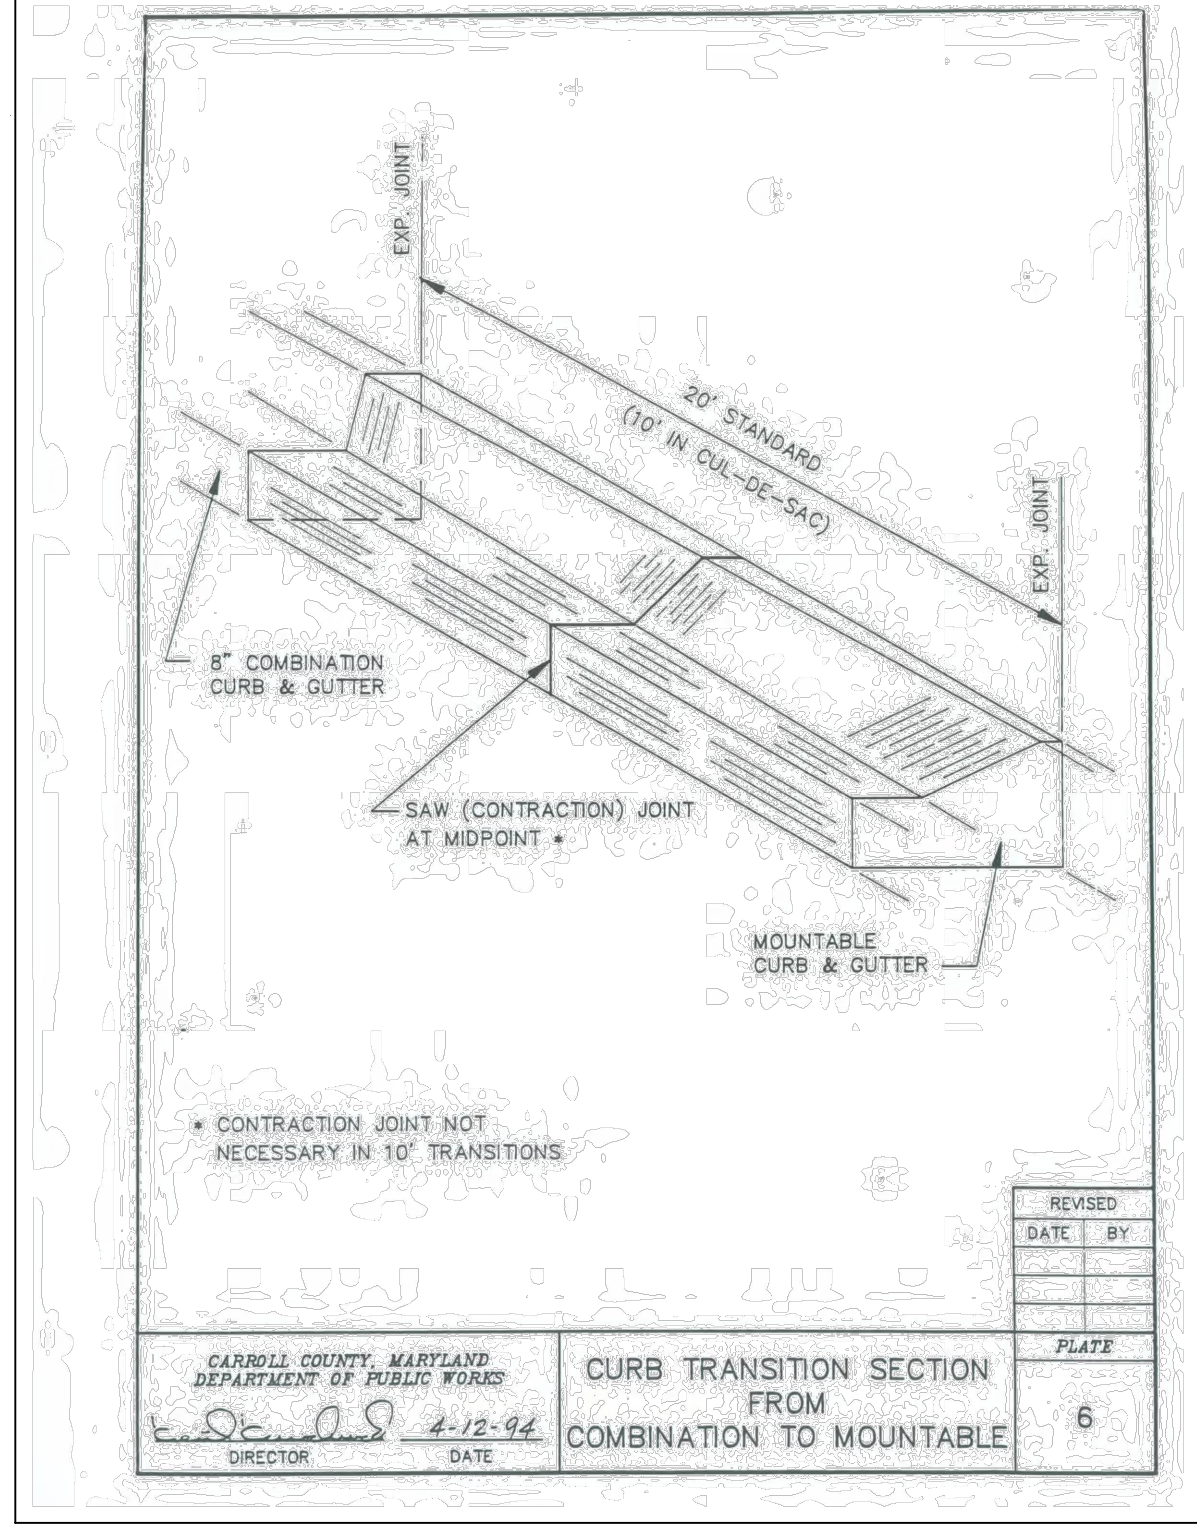 EXP. JOINT
20' STANDARD
(10' IN CUL-DE-SAC)
EXP. JOINT
8" COMBINATION
CURB & GUTTER
SAW (CONTRACTION) JOINT
AT MIDPOINT *
MOUNTABLE
CURB & GUTTER
* CONTRACTION JOINT NOT
NECESSARY IN 10' TRANSITIONS
REVISED
DATE BY
PLATE
6
CARROLL COUNTY, MARYLAND
DEPARTMENT OF PUBLIC WORKS
4-12-94
DIRECTOR DATE
CURB TRANSITION SECTION
FROM
COMBINATION TO MOUNTABLE